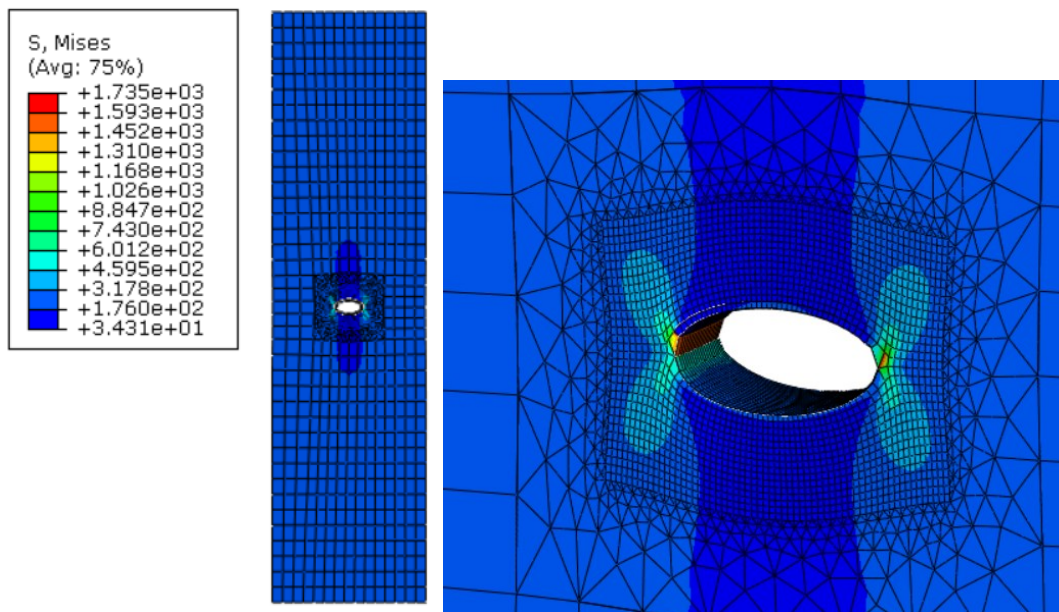 S, Mises
(Avg: 75%)
+1.735e+03
+1.593e+03
+1.452e+03
+1.310e+03
+1.168e+03
+1.026e+03
+8.847e+02
+7.430e+02
+6.012e+02
+4.595e+02
+3.178e+02
+1.760e+02
+3.431e+01